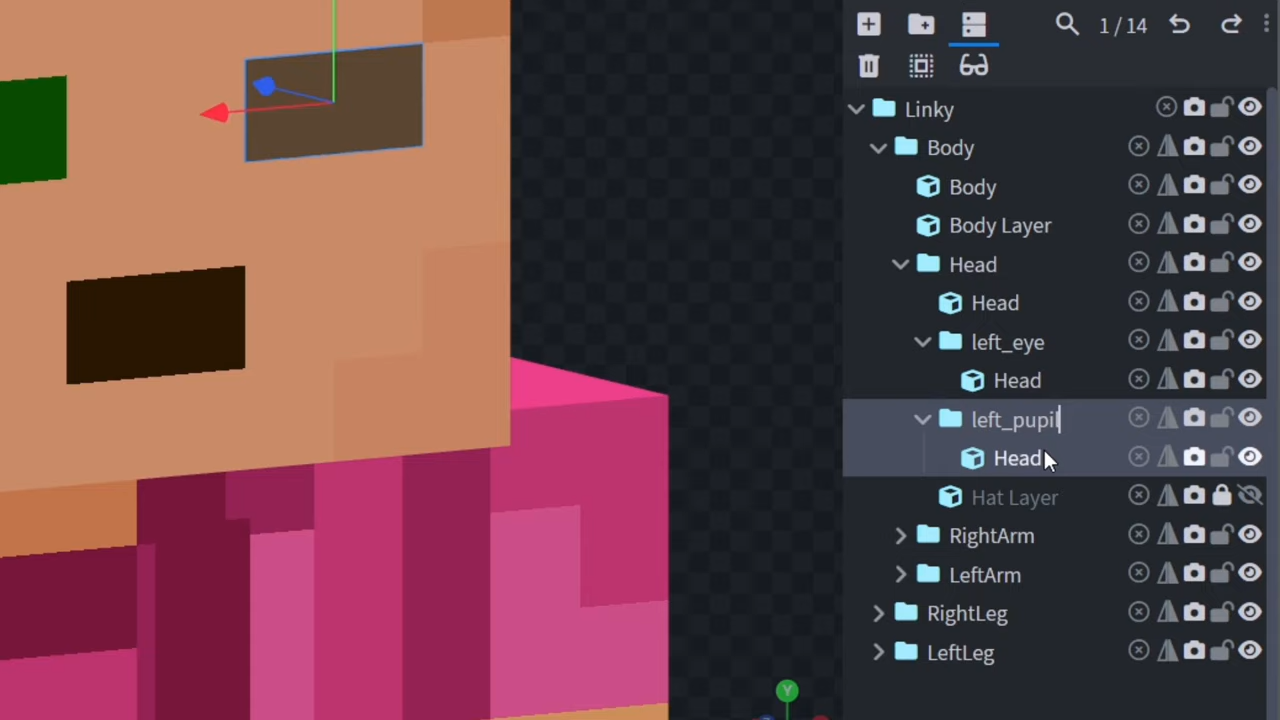 1 / 14
Linky
Body
Body
Body Layer
Head
Head
left_eye
Head
left_pupil
Head
Hat Layer
RightArm
LeftArm
RightLeg
LeftLeg
Y